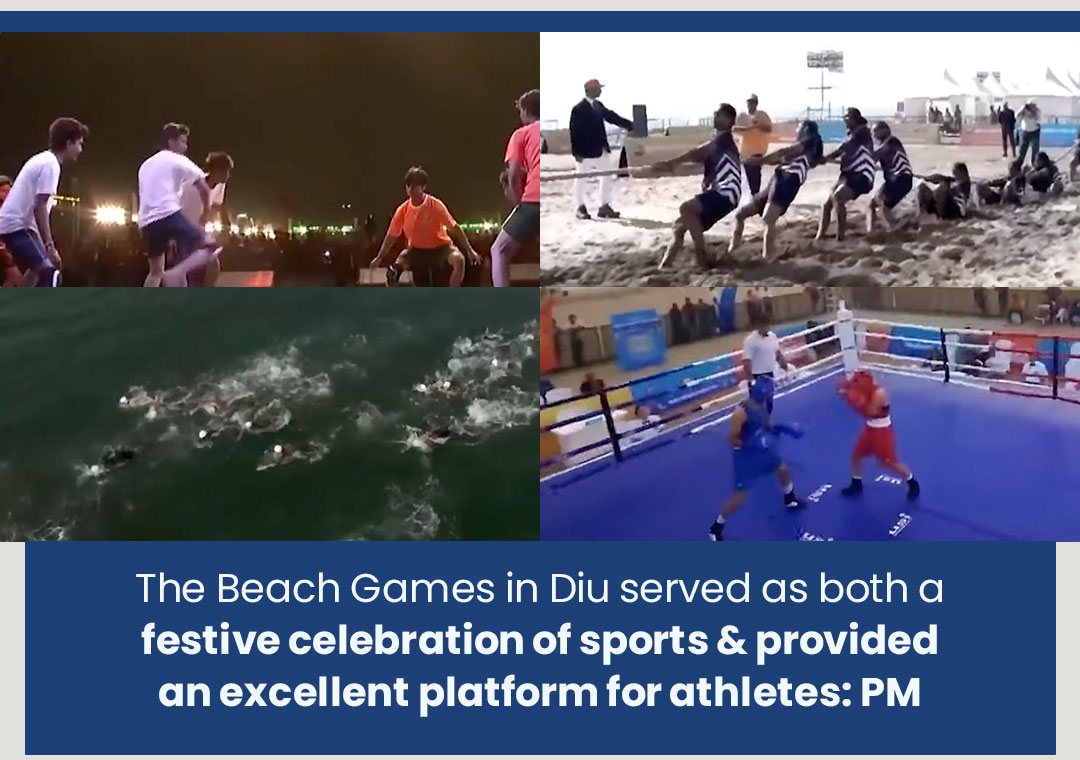 The Beach Games in Diu served as both a
festive celebration of sports & provided
an excellent platform for athletes: PM